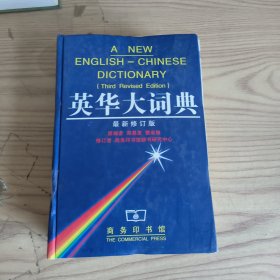 A NEW
ENGLISH-CHINESE
DICTIONARY
(Third Revised Edition)
英华大词典
最新修订版
商务印书馆
THE COMMERCIAL PRESS